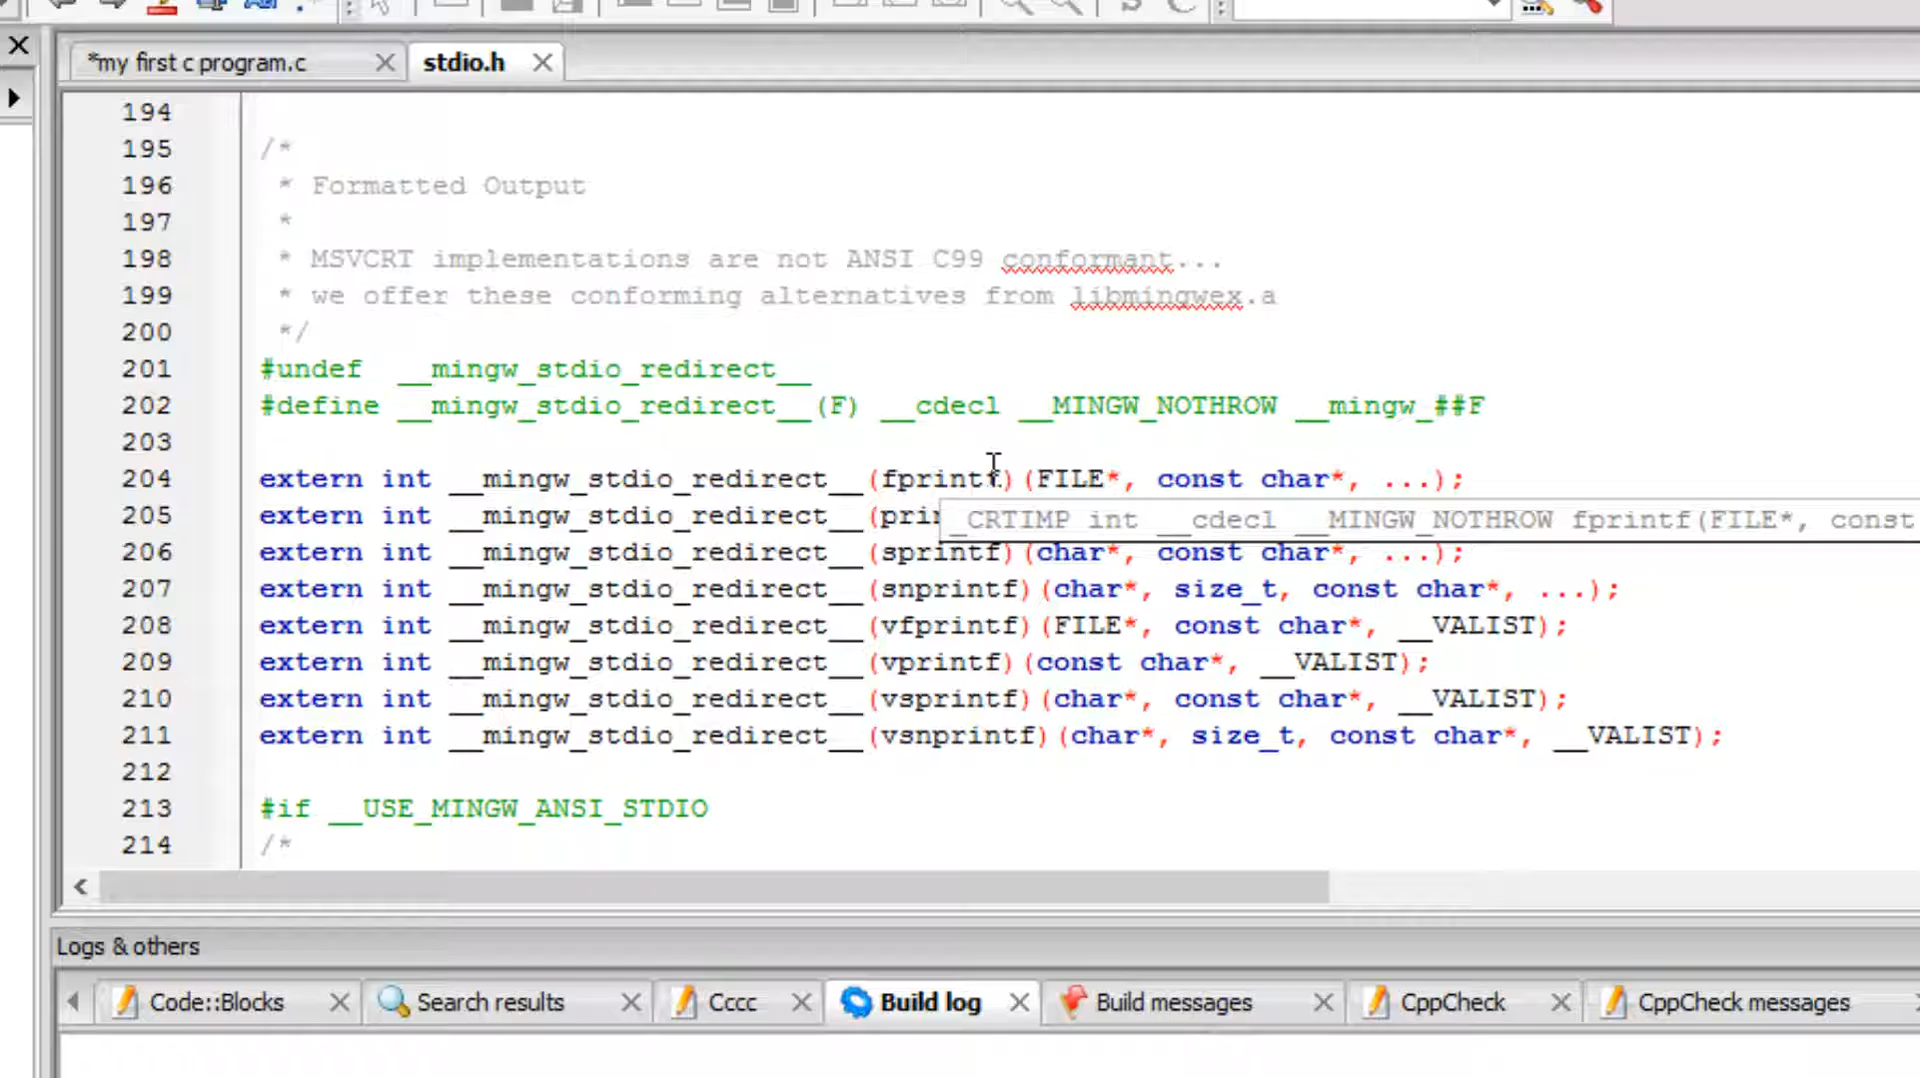 *my first c program.c
stdio.h
194
195 /*
196 * Formatted Output
197 *
198 * MSVCRT implementations are not ANSI C99 conformant...
199 * we offer these conforming alternatives from libmingwex.a
200 */
201 #undef __mingw_stdio_redirect__
202 #define __mingw_stdio_redirect__(F) __cdecl __MINGW_NOTHROW __mingw_##F
203
204 extern int __mingw_stdio_redirect__(fprintf)(FILE*, const char*, ...);
205 extern int __mingw_stdio_redirect__(prin
_CRTIMP int __cdecl __MINGW_NOTHROW fprintf(FILE*, const
206 extern int __mingw_stdio_redirect__(sprintf)(char*, const char*, ...);
207 extern int __mingw_stdio_redirect__(snprintf)(char*, size_t, const char*, ...);
208 extern int __mingw_stdio_redirect__(vfprintf)(FILE*, const char*, __VALIST);
209 extern int __mingw_stdio_redirect__(vprintf)(const char*, __VALIST);
210 extern int __mingw_stdio_redirect__(vsprintf)(char*, const char*, __VALIST);
211 extern int __mingw_stdio_redirect__(vsnprintf)(char*, size_t, const char*, __VALIST);
212
213 #if __USE_MINGW_ANSI_STDIO
214 /*
Logs & others
Code::Blocks
Search results
Cccc
Build log
Build messages
CppCheck
CppCheck messages